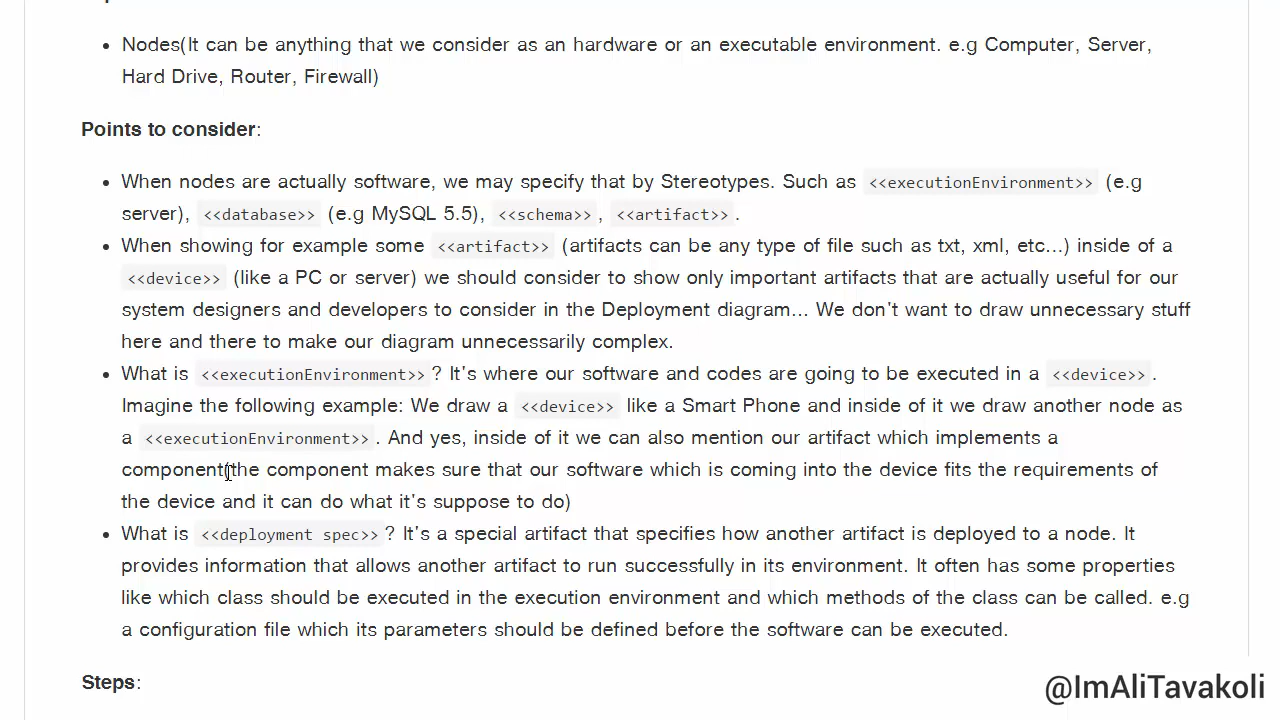 • Nodes(It can be anything that we consider as an hardware or an executable environment. e.g Computer, Server,
Hard Drive, Router, Firewall)
Points to consider:
• When nodes are actually software, we may specify that by Stereotypes. Such as <<executionEnvironment>> (e.g
server), <<database>> (e.g MySQL 5.5), <<schema>>, <<artifact>>.
• When showing for example some <<artifact>> (artifacts can be any type of file such as txt, xml, etc...) inside of a
<<device>> (like a PC or server) we should consider to show only important artifacts that are actually useful for our
system designers and developers to consider in the Deployment diagram... We don't want to draw unnecessary stuff
here and there to make our diagram unnecessarily complex.
• What is <<executionEnvironment>>? It's where our software and codes are going to be executed in a <<device>>.
Imagine the following example: We draw a <<device>> like a Smart Phone and inside of it we draw another node as
a <<executionEnvironment>>. And yes, inside of it we can also mention our artifact which implements a
component(the component makes sure that our software which is coming into the device fits the requirements of
the device and it can do what it's suppose to do)
• What is <<deployment spec>>? It's a special artifact that specifies how another artifact is deployed to a node. It
provides information that allows another artifact to run successfully in its environment. It often has some properties
like which class should be executed in the execution environment and which methods of the class can be called. e.g
a configuration file which its parameters should be defined before the software can be executed.
Steps:
@ImAliTavakoli